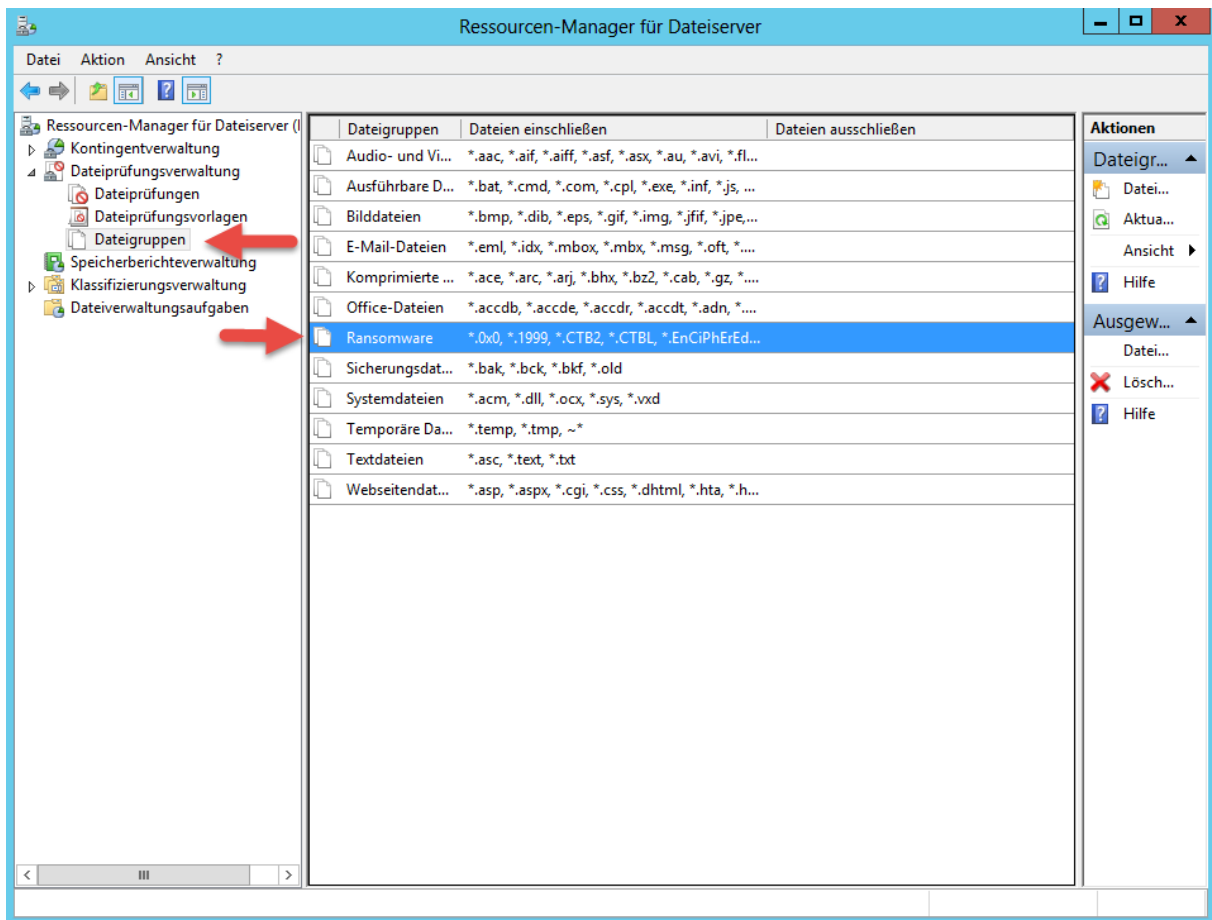 Ressourcen-Manager für Dateiserver
Datei Aktion Ansicht ?
Ressourcen-Manager für Dateiserver (l
Kontingentverwaltung
Dateiprüfungsverwaltung
Dateiprüfungen
Dateiprüfungsvorlagen
Dateigruppen
Speicherberichteverwaltung
Klassifizierungsverwaltung
Dateiverwaltungsaufgaben
Dateigruppen Dateien einschließen Dateien ausschließen
Audio- und Vi... *.aac, *.aif, *.aiff, *.asf, *.asx, *.au, *.avi, *.fl...
Ausführbare D... *.bat, *.cmd, *.com, *.cpl, *.exe, *.inf, *.js, ...
Bilddateien *.bmp, *.dib, *.eps, *.gif, *.img, *.jfif, *.jpe,...
E-Mail-Dateien *.eml, *.idx, *.mbox, *.mbx, *.msg, *.oft, *....
Komprimierte ... *.ace, *.arc, *.arj, *.bhx, *.bz2, *.cab, *.gz, *....
Office-Dateien *.accdb, *.accde, *.accdr, *.accdt, *.adn, *....
Ransomware *.0x0, *.1999, *.CTB2, *.CTBL, *.EnCiPhErEd...
Sicherungsdat... *.bak, *.bck, *.bkf, *.old
Systemdateien *.acm, *.dll, *.ocx, *.sys, *.vxd
Temporäre Da... *.temp, *.tmp, ~*
Textdateien *.asc, *.text, *.txt
Webseitendat... *.asp, *.aspx, *.cgi, *.css, *.dhtml, *.hta, *.h...
Aktionen
Dateigr...
Datei...
Aktua...
Ansicht
Hilfe
Ausgew...
Datei...
Lösch...
Hilfe